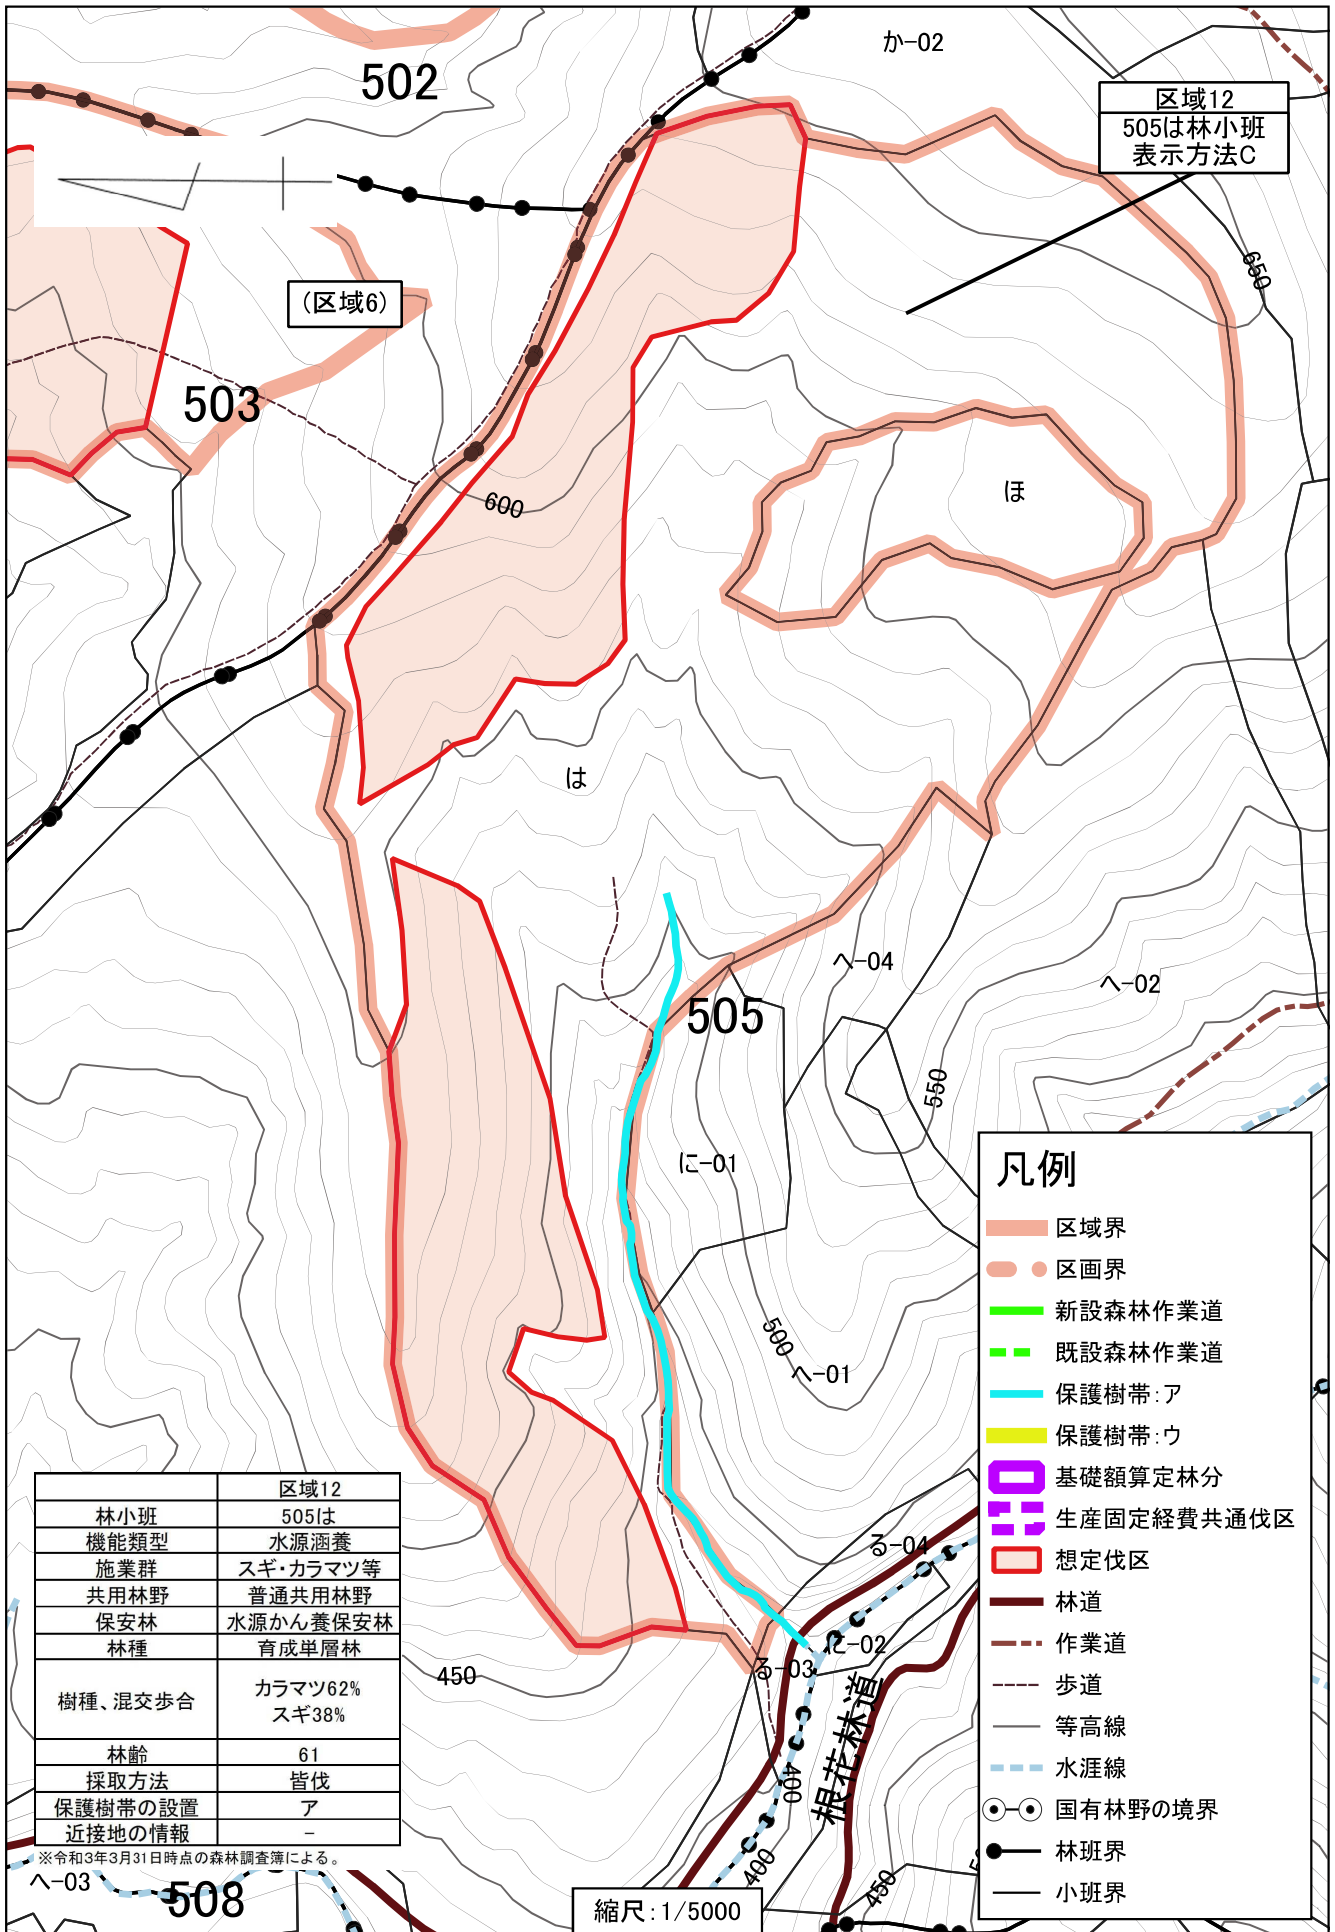 502
か-02
区域12
505は林小班
表示方法C
650
(区域6)
503
600
ほ
は
へ-04
へ-02
505
550
に-01
500
へ-01
凡例
区域界
区画界
新設森林作業道
既設森林作業道
保護樹帯:ア
保護樹帯:ウ
基礎額算定林分
生産固定経費共通伐区
想定伐区
林道
作業道
歩道
等高線
水涯線
国有林野の境界
林班界
小班界
区域12
林小班 505は
機能類型 水源涵養
施業群 スギ・カラマツ等
共用林野 普通共用林野
保安林 水源かん養保安林
林種 育成単層林
樹種、混交歩合 カラマツ62%
スギ38%
林齢 61
採取方法 皆伐
保護樹帯の設置 ア
近接地の情報 -
※令和3年3月31日時点の森林調査簿による。
る-04
に-02
る-03
450
根花林道
400
400
450
へ-03
508
縮尺:1/5000